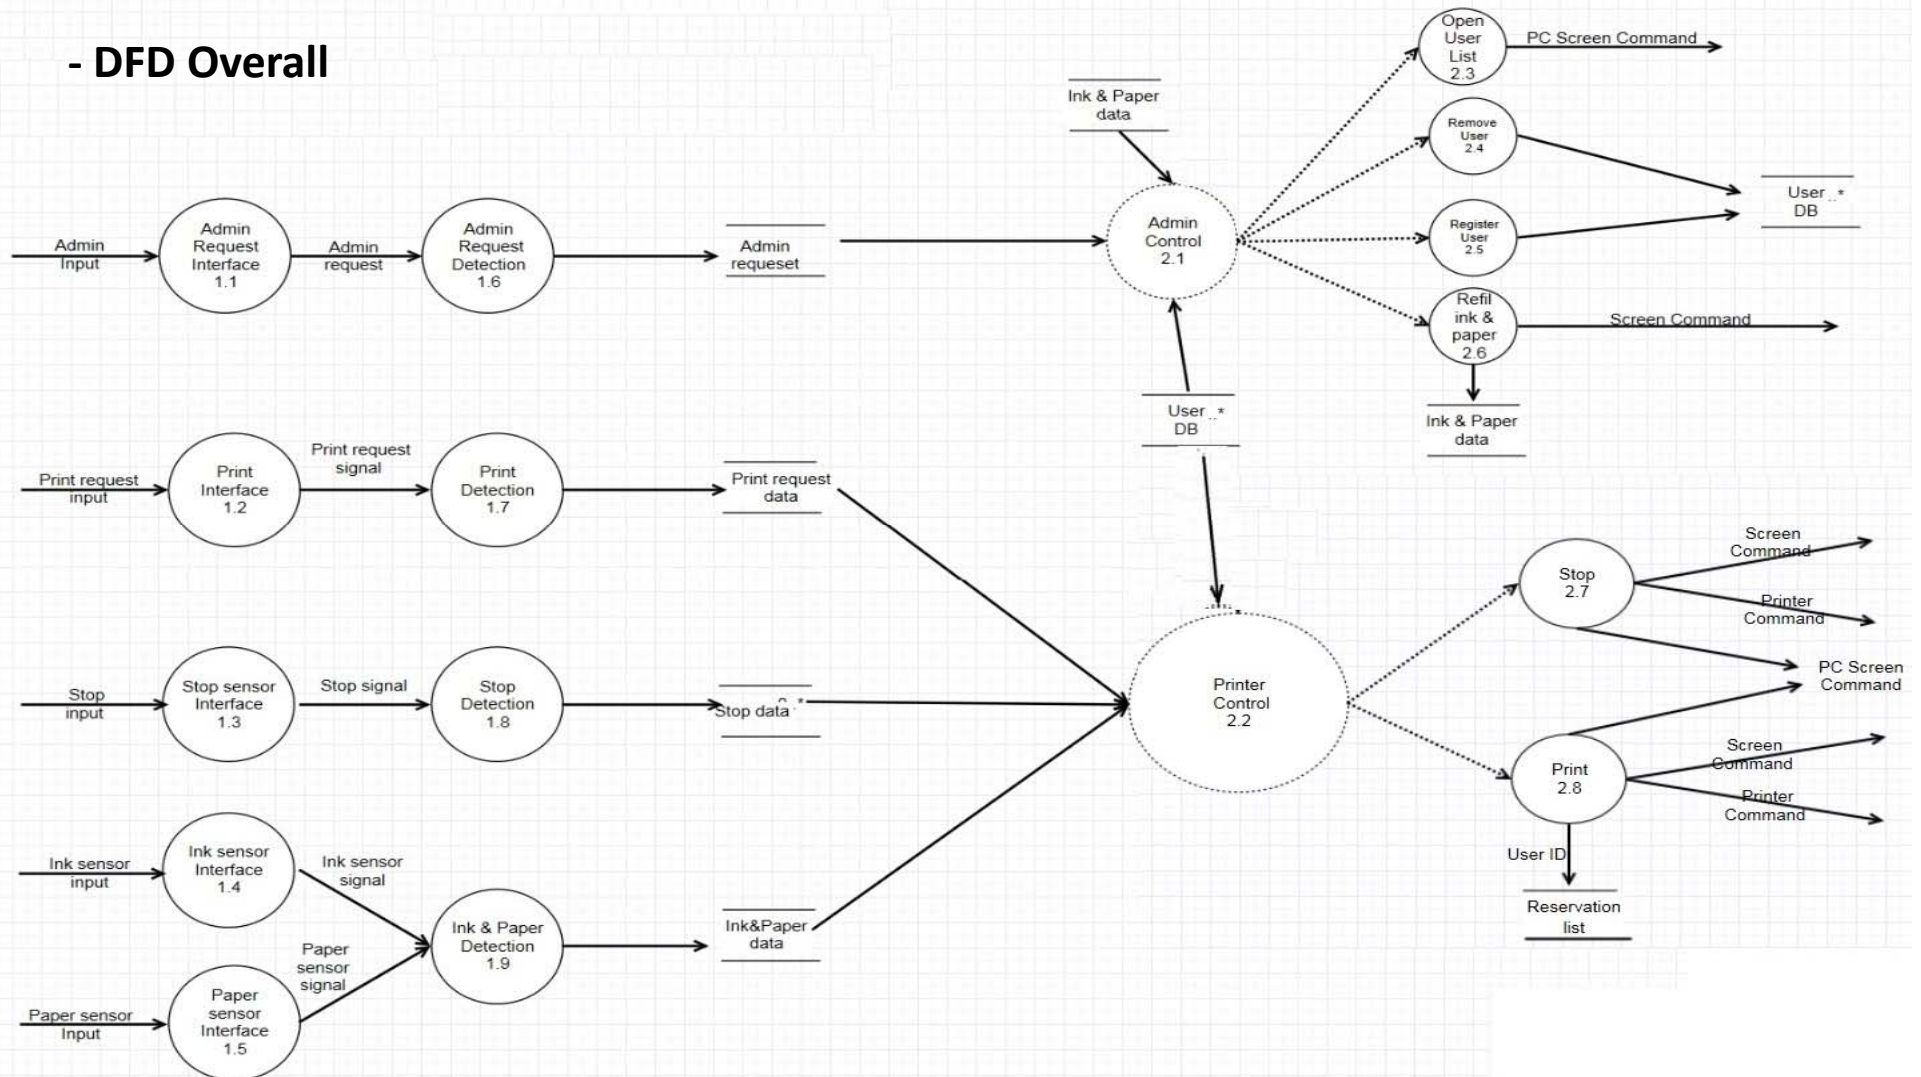 - DFD Overall
Admin
Input
Admin
Request
Interface
1.1
Admin
request
Admin
Request
Detection
1.6
Admin
requeset
Ink & Paper
data
Admin
Control
2.1
Open
User
List
2.3
PC Screen Command
Remove
User
2.4
Register
User
2.5
User
DB
Refil
ink &
paper
2.6
Screen Command
Ink & Paper
data
User
DB
Print request
input
Print
Interface
1.2
Print request
signal
Print
Detection
1.7
Print request
data
Stop
input
Stop sensor
Interface
1.3
Stop signal
Stop
Detection
1.8
Stop data
Ink sensor
input
Ink sensor
Interface
1.4
Ink sensor
signal
Paper sensor
Input
Paper
sensor
Interface
1.5
Paper
sensor
signal
Ink & Paper
Detection
1.9
Ink&Paper
data
Printer
Control
2.2
Stop
2.7
Screen
Command
Printer
Command
PC Screen
Command
Print
2.8
Screen
Command
Printer
Command
User ID
Reservation
list